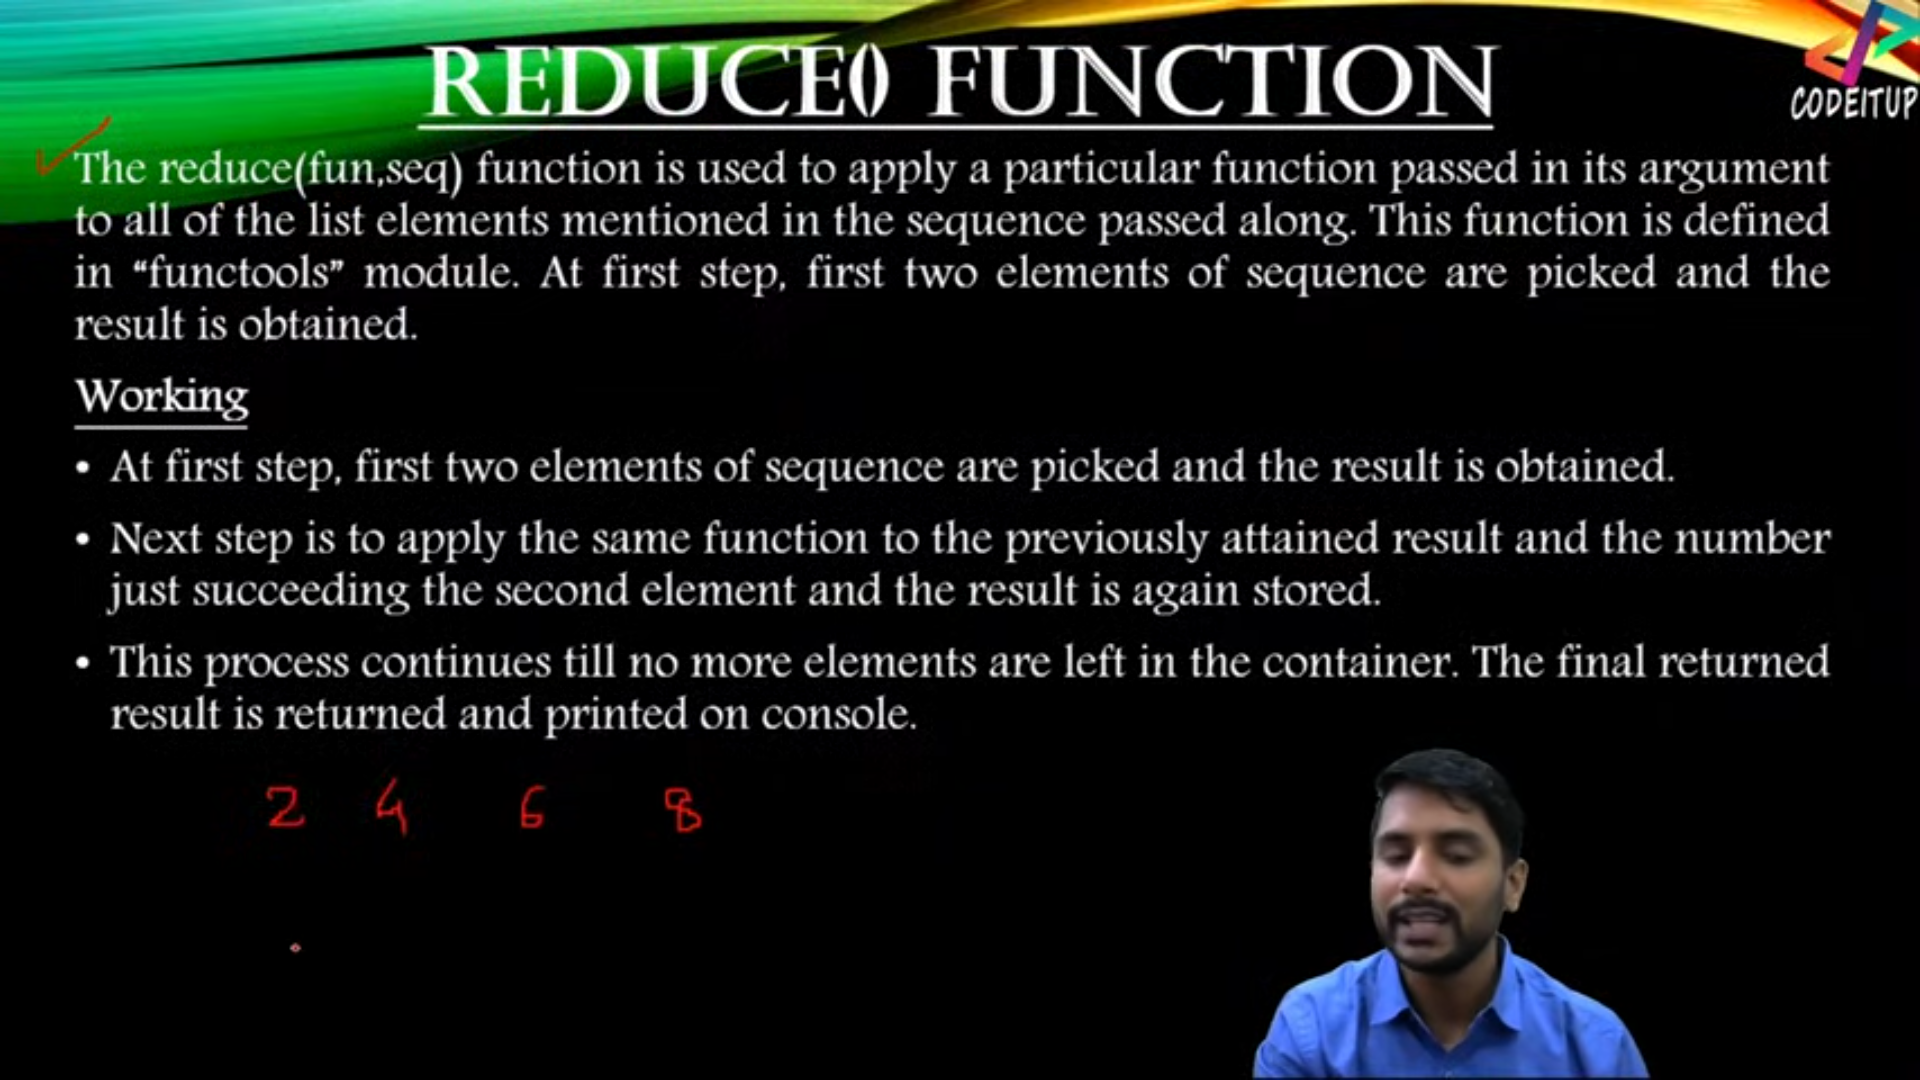 REDUCE() FUNCTION
CODEITUP
The reduce(fun,seq) function is used to apply a particular function passed in its argument
to all of the list elements mentioned in the sequence passed along. This function is defined
in “functools” module. At first step, first two elements of sequence are picked and the
result is obtained.
Working
• At first step, first two elements of sequence are picked and the result is obtained.
• Next step is to apply the same function to the previously attained result and the number
just succeeding the second element and the result is again stored.
• This process continues till no more elements are left in the container. The final returned
result is returned and printed on console.
2 4 6 8